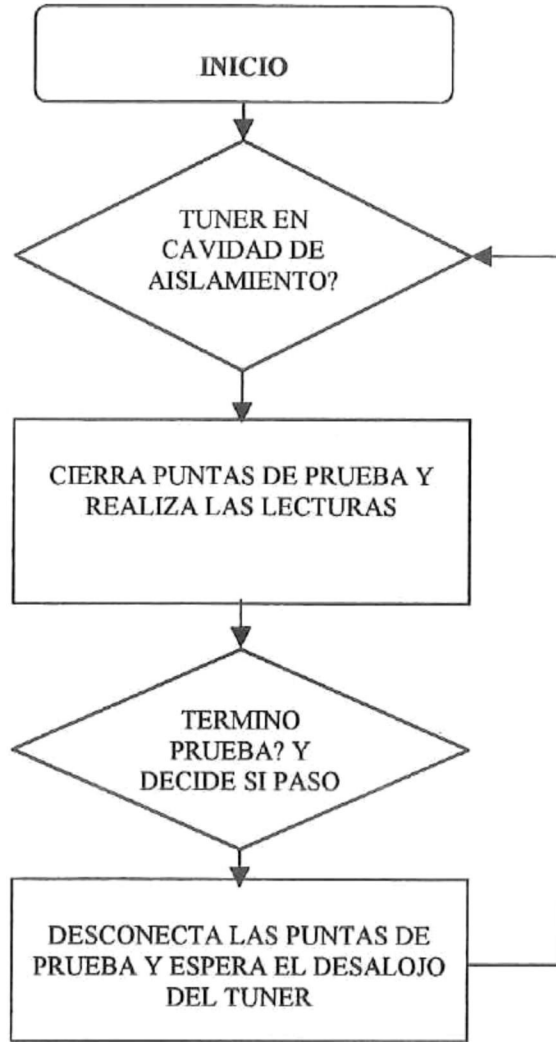 INICIO
TUNER EN
CAVIDAD DE
AISLAMIENTO?
CIERRA PUNTAS DE PRUEBA Y
REALIZA LAS LECTURAS
TERMINO
PRUEBA? Y
DECIDE SI PASO
DESCONECTA LAS PUNTAS DE
PRUEBA Y ESPERA EL DESALOJO
DEL TUNER